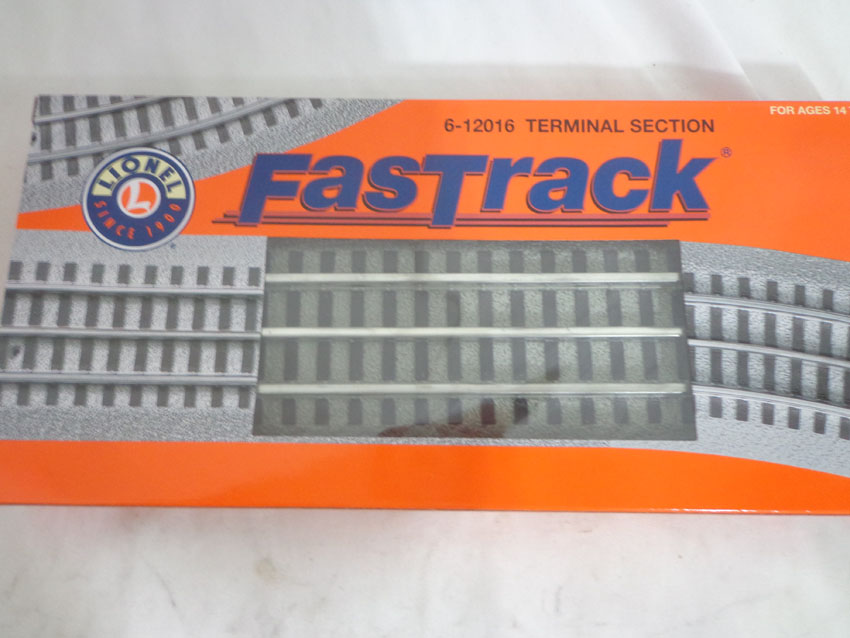 6-12016 TERMINAL SECTION
FOR AGES 14
LIONEL
L
SINCE 1900
®
FasTrack®